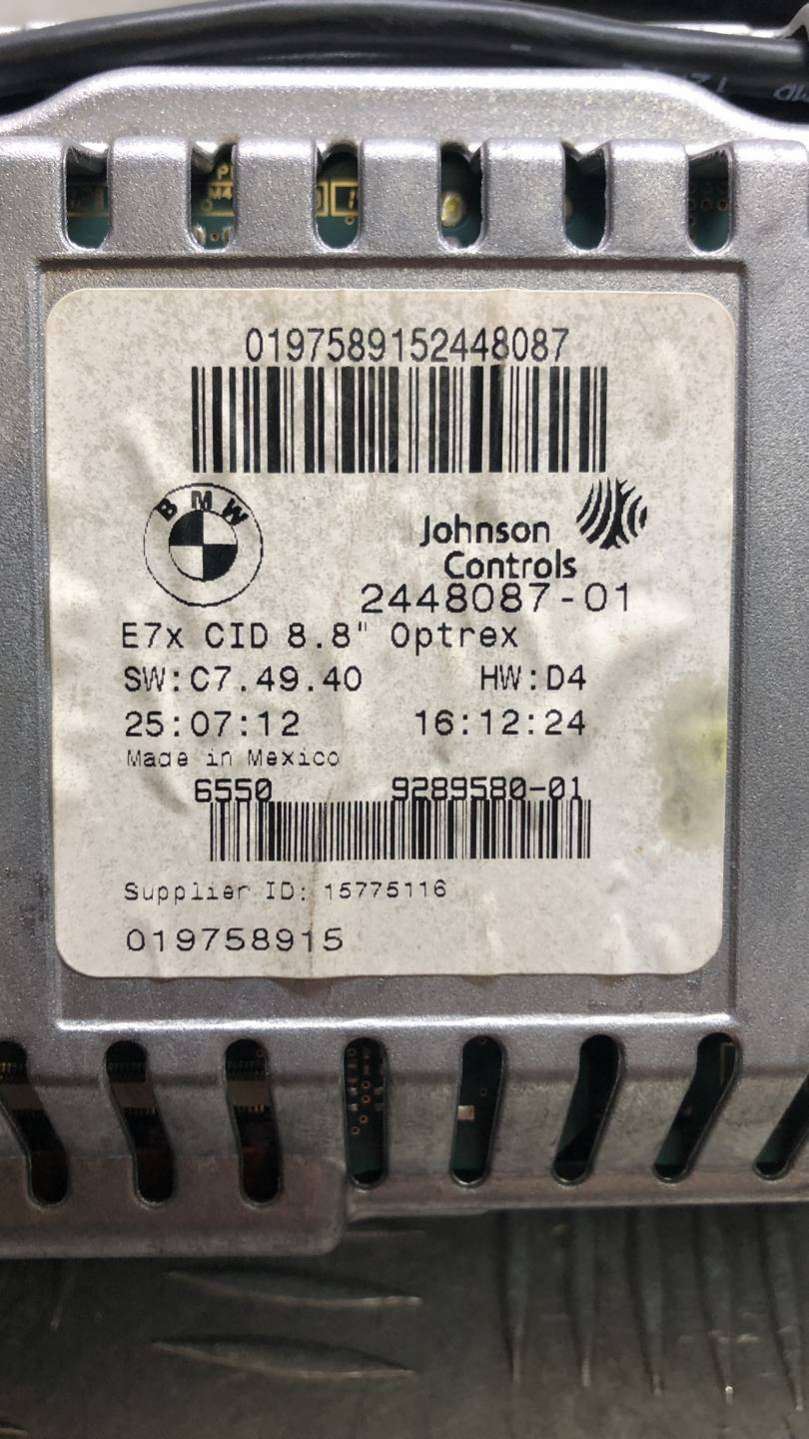 0197589152448087
BMW
Johnson
Controls
2448087-01
E7x CID 8.8" Optrex
SW:C7.49.40 HW:D4
25:07:12 16:12:24
Made in Mexico
6550 9289580-01
Supplier ID: 15775116
019758915